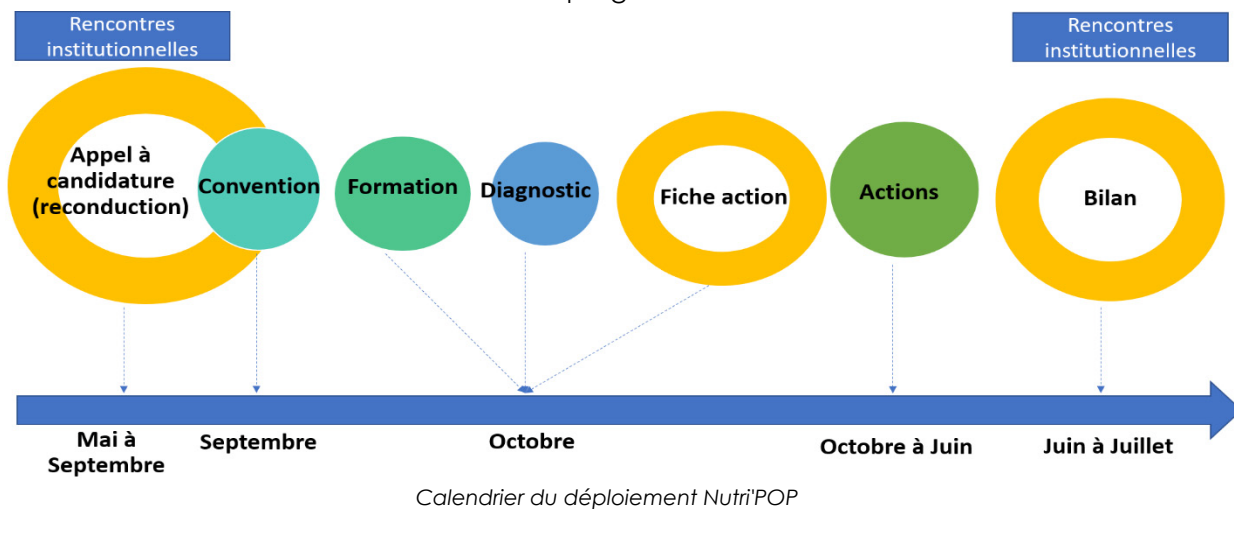 Rencontres
institutionnelles
Rencontres
institutionnelles
Appel à
candidature
(reconduction)
Convention
Formation
Diagnostic
Fiche action
Actions
Bilan
Mai à
Septembre
Septembre
Octobre
Octobre à Juin
Juin à Juillet
Calendrier du déploiement Nutri'POP